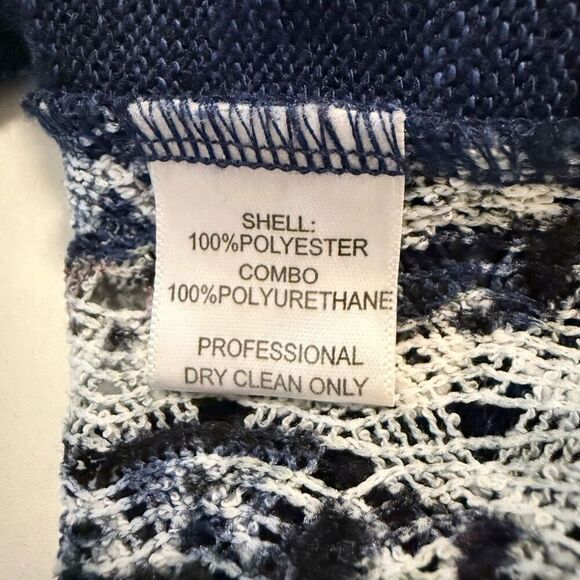 SHELL:
100%POLYESTER
COMBO
100%POLYURETHANE
PROFESSIONAL
DRY CLEAN ONLY